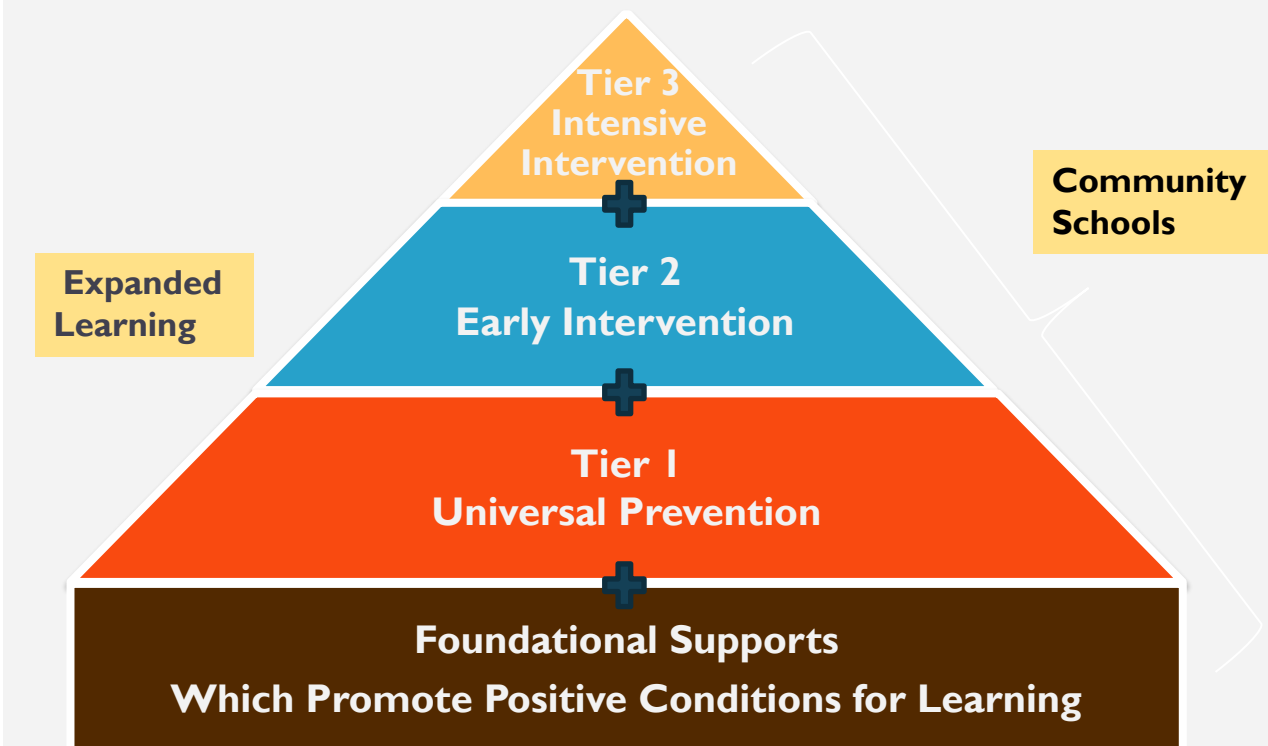 Tier 3
Intensive
Intervention
Community
Schools
Tier 2
Early Intervention
Expanded
Learning
Tier 1
Universal Prevention
Foundational Supports
Which Promote Positive Conditions for Learning